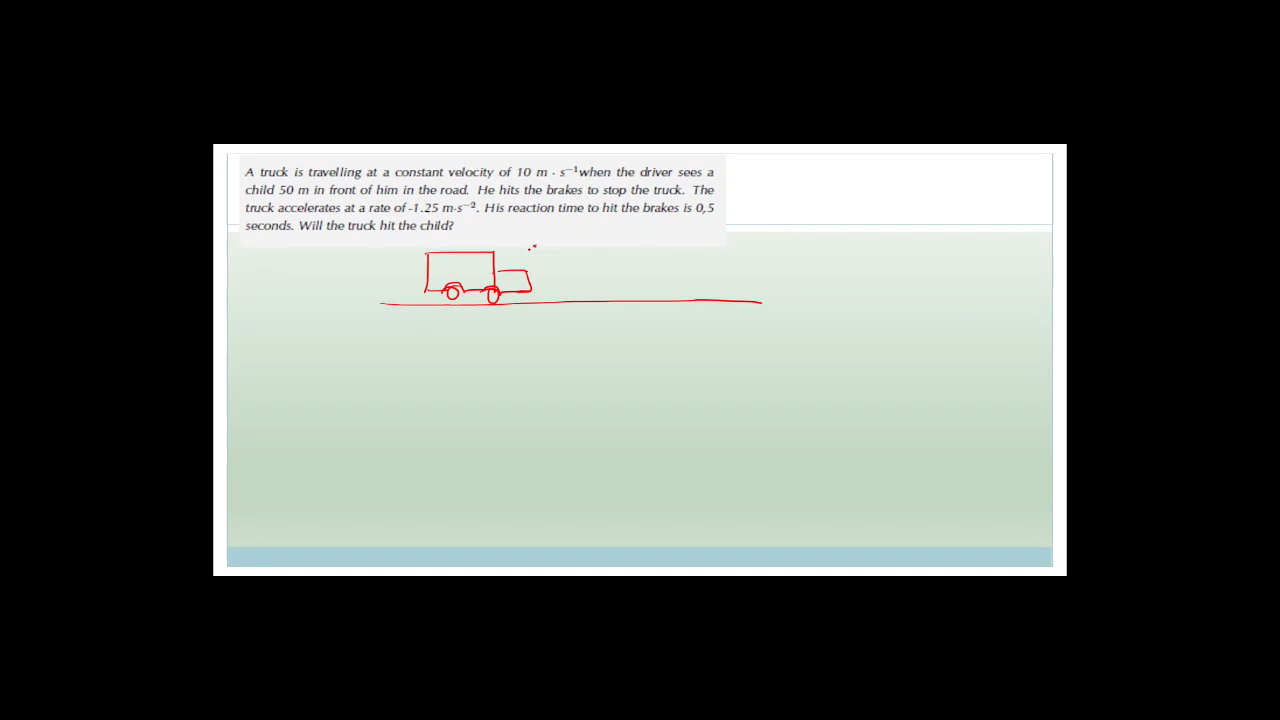 A truck is travelling at a constant velocity of 10 m · s⁻¹when the driver sees a
child 50 m in front of him in the road. He hits the brakes to stop the truck. The
truck accelerates at a rate of -1.25 m·s⁻². His reaction time to hit the brakes is 0,5
seconds. Will the truck hit the child?